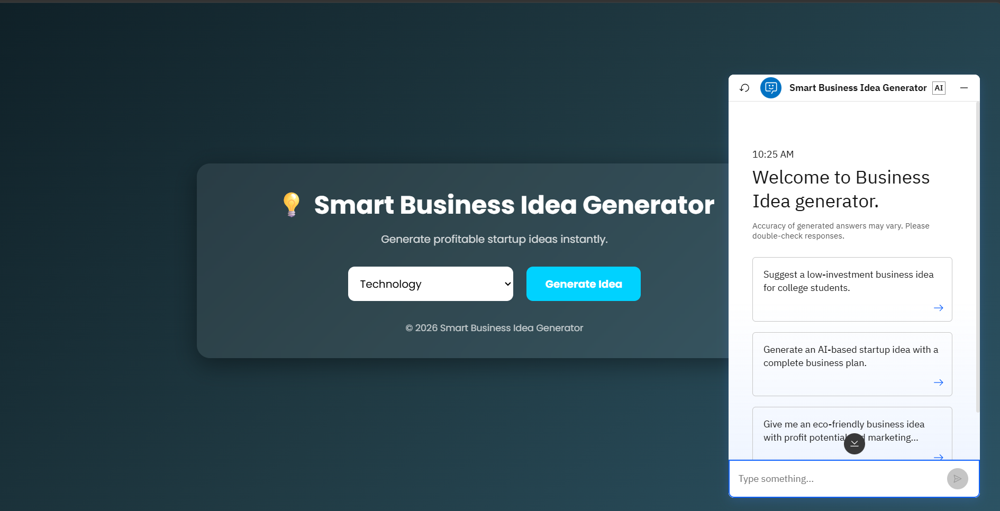 Smart Business Idea Generator
Generate profitable startup ideas instantly.
Technology
Generate Idea
© 2026 Smart Business Idea Generator
Smart Business Idea Generator AI
10:25 AM
Welcome to Business
Idea generator.
Accuracy of generated answers may vary. Please
double-check responses.
Suggest a low-investment business idea
for college students.
Generate an AI-based startup idea with a
complete business plan.
Give me an eco-friendly business idea
with profit potential marketing...
Type something...